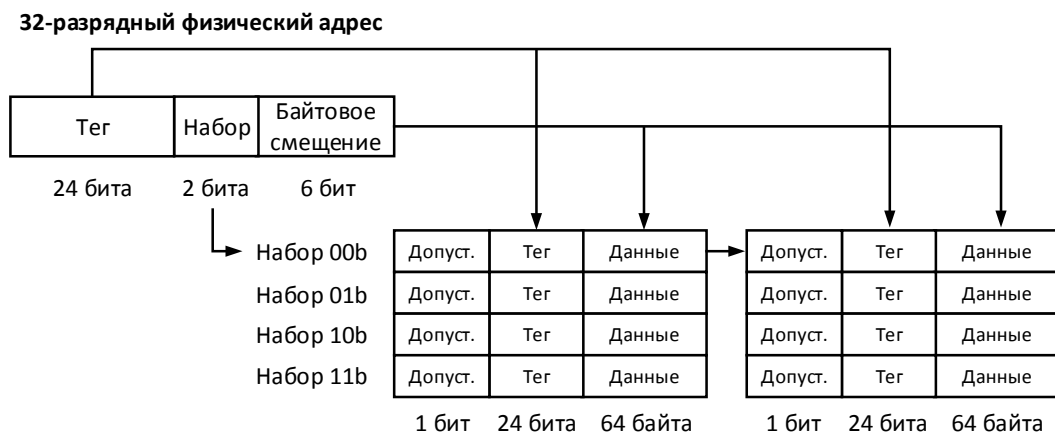 32-разрядный физический адрес
Тег Набор Байтовое смещение
24 бита 2 бита 6 бит
Набор 00b Допуст. Тег Данные Допуст. Тег Данные
Набор 01b Допуст. Тег Данные Допуст. Тег Данные
Набор 10b Допуст. Тег Данные Допуст. Тег Данные
Набор 11b Допуст. Тег Данные Допуст. Тег Данные
1 бит 24 бита 64 байта 1 бит 24 бита 64 байта